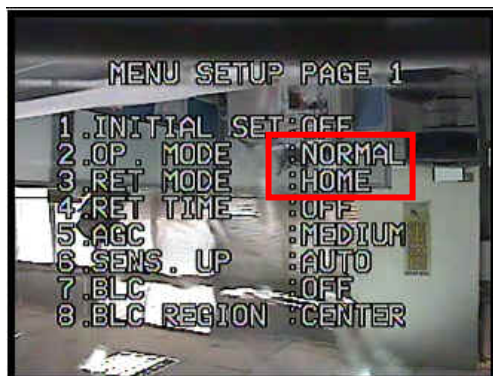 MENU SETUP PAGE 1
1.INITIAL SET:OFF
2.OP. MODE :NORMAL
3.RET MODE :HOME
4.RET TIME :OFF
5.AGC :MEDIUM
6.SENS. UP :AUTO
7.BLC :OFF
8.BLC REGION :CENTER